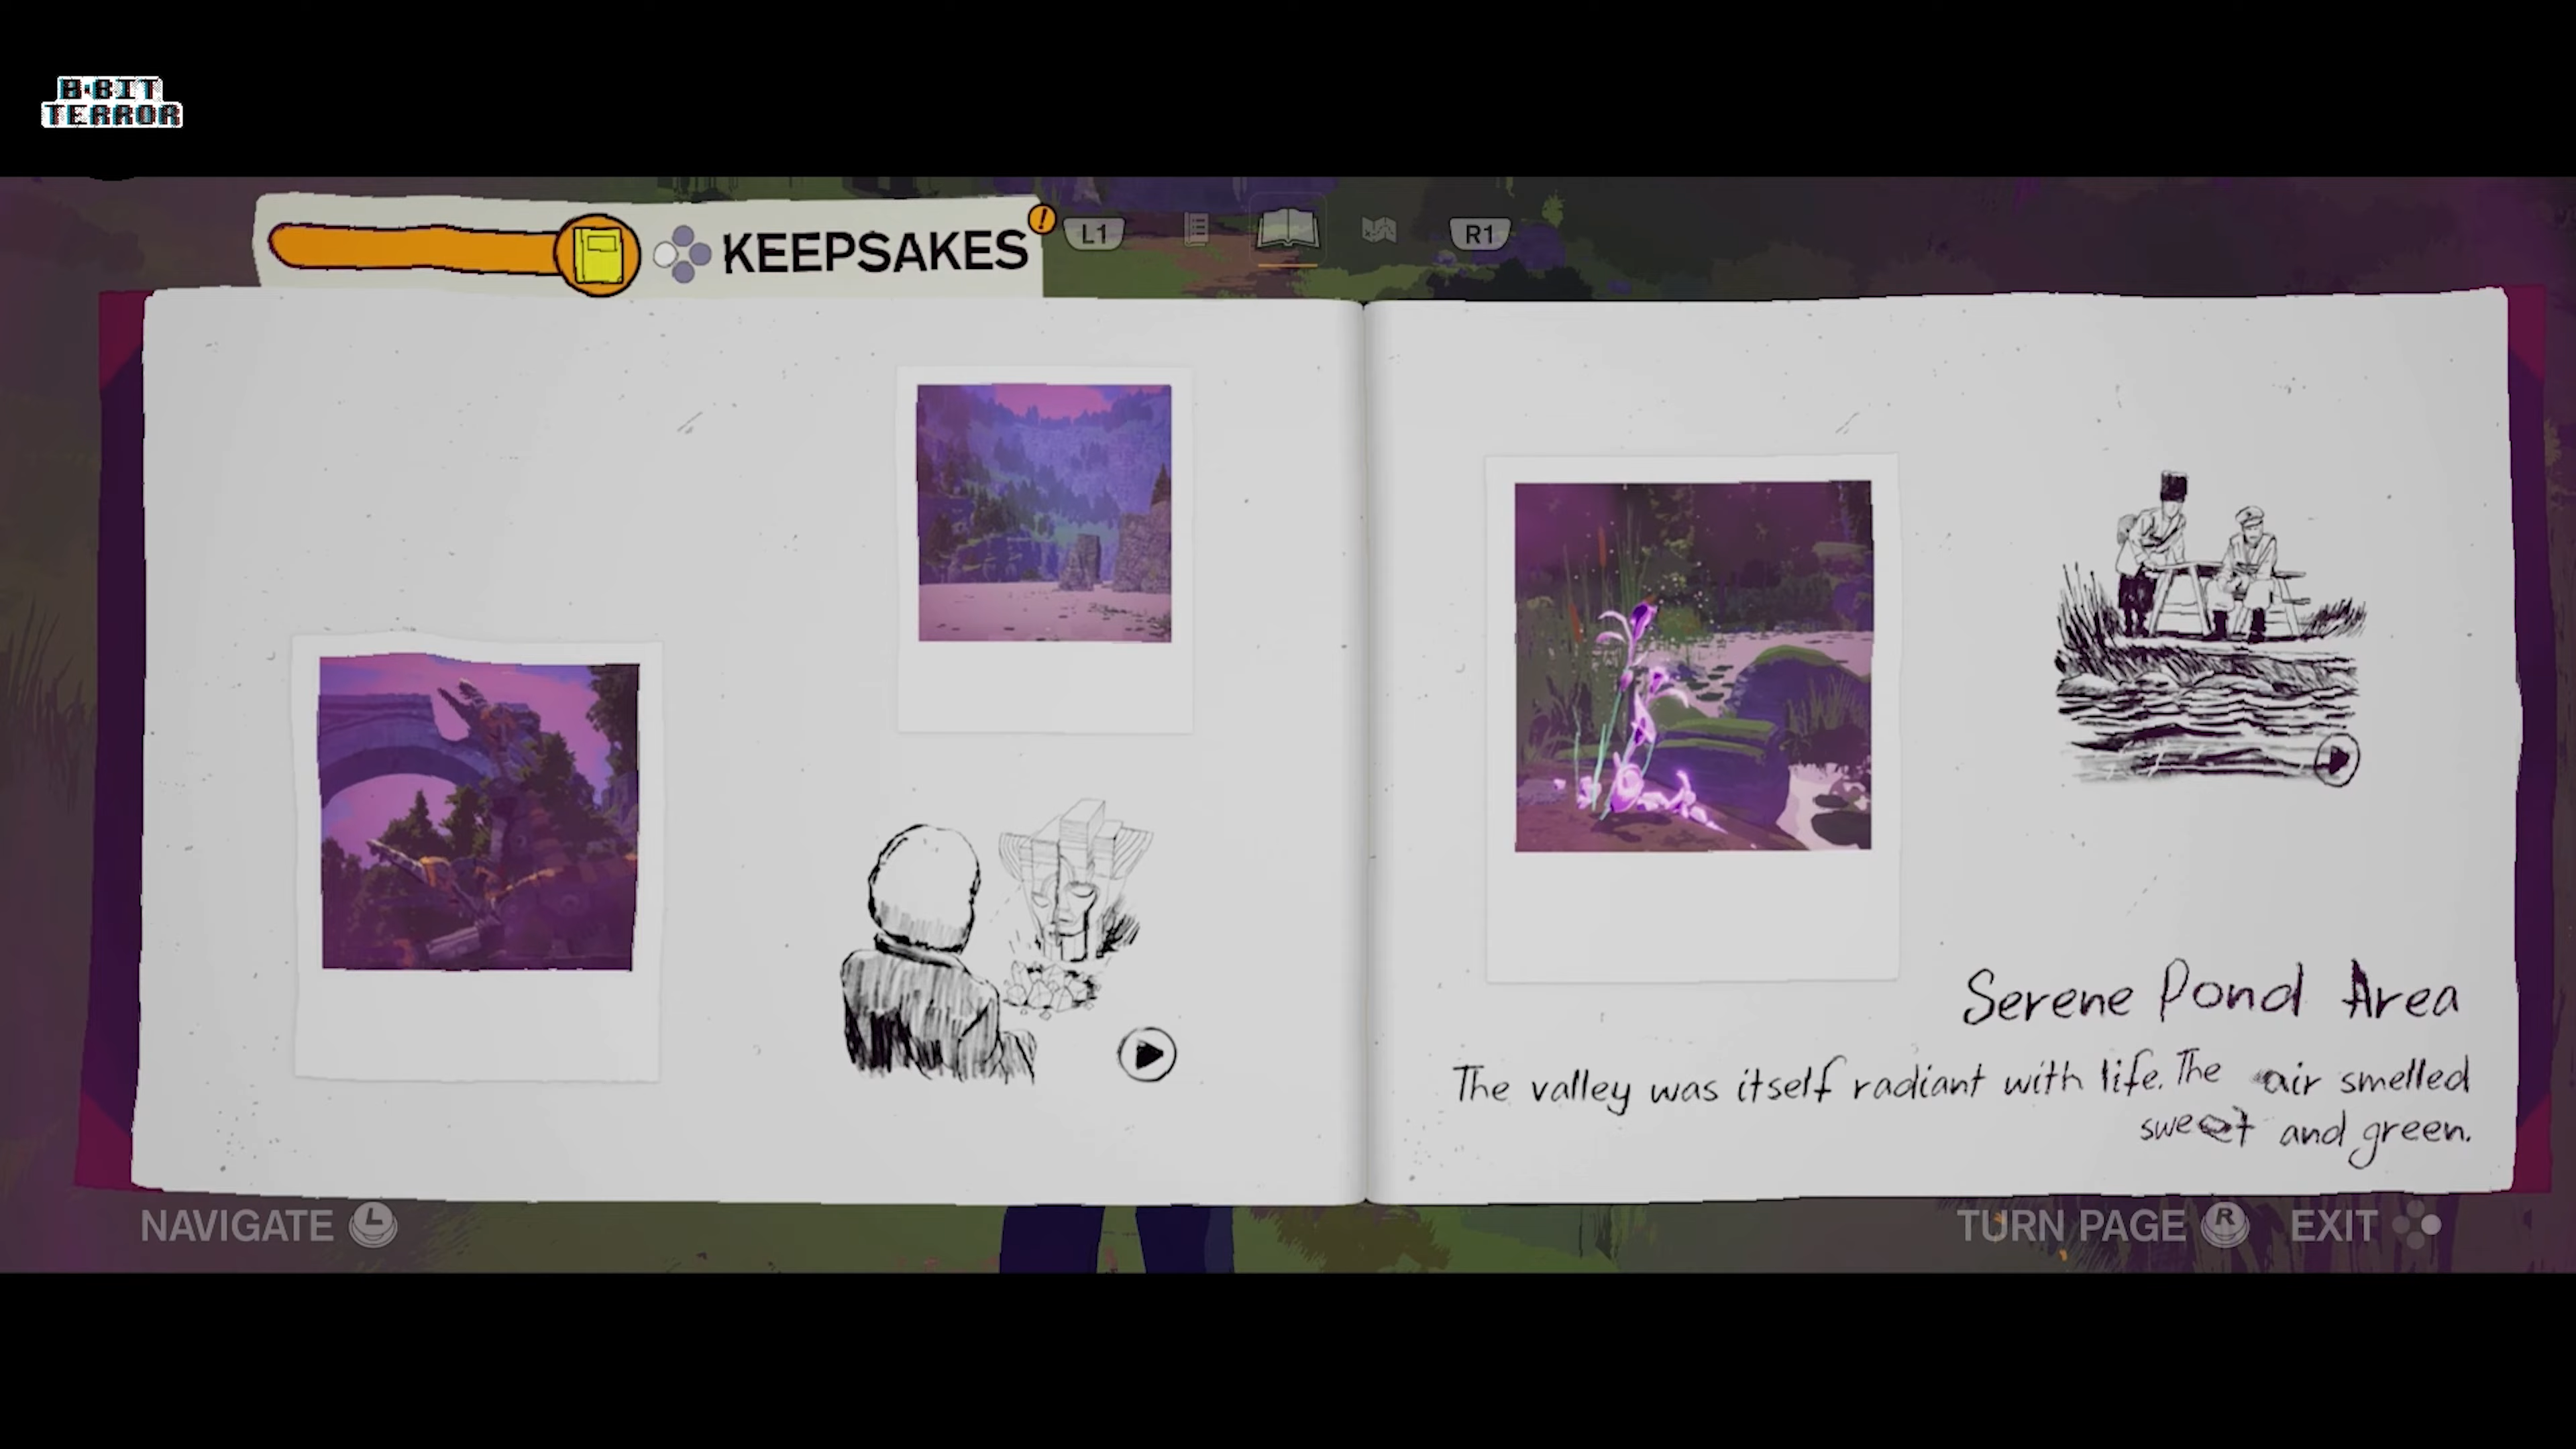 8-BIT
TERROR
KEEPSAKES
!
L1
R1
Serene Pond Area
The valley was itself radiant with life. The air smelled
sweet and green.
NAVIGATE L
TURN PAGE R EXIT